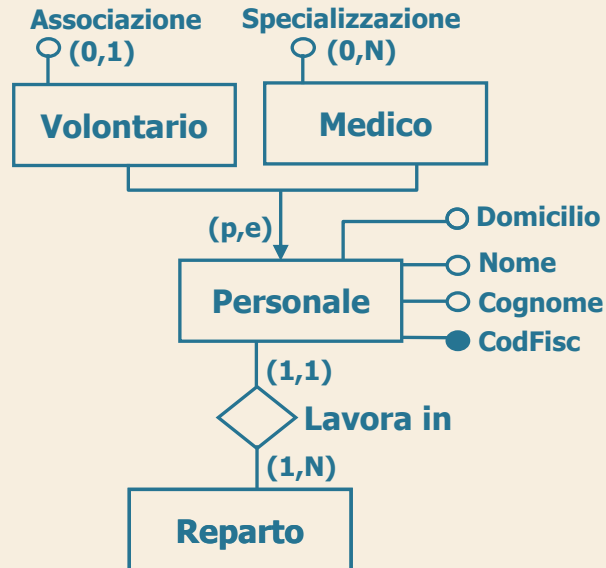 Associazione
(0,1)
Specializzazione
(0,N)
Volontario
Medico
(p,e)
Domicilio
Nome
Personale
Cognome
CodFisc
(1,1)
Lavora in
(1,N)
Reparto